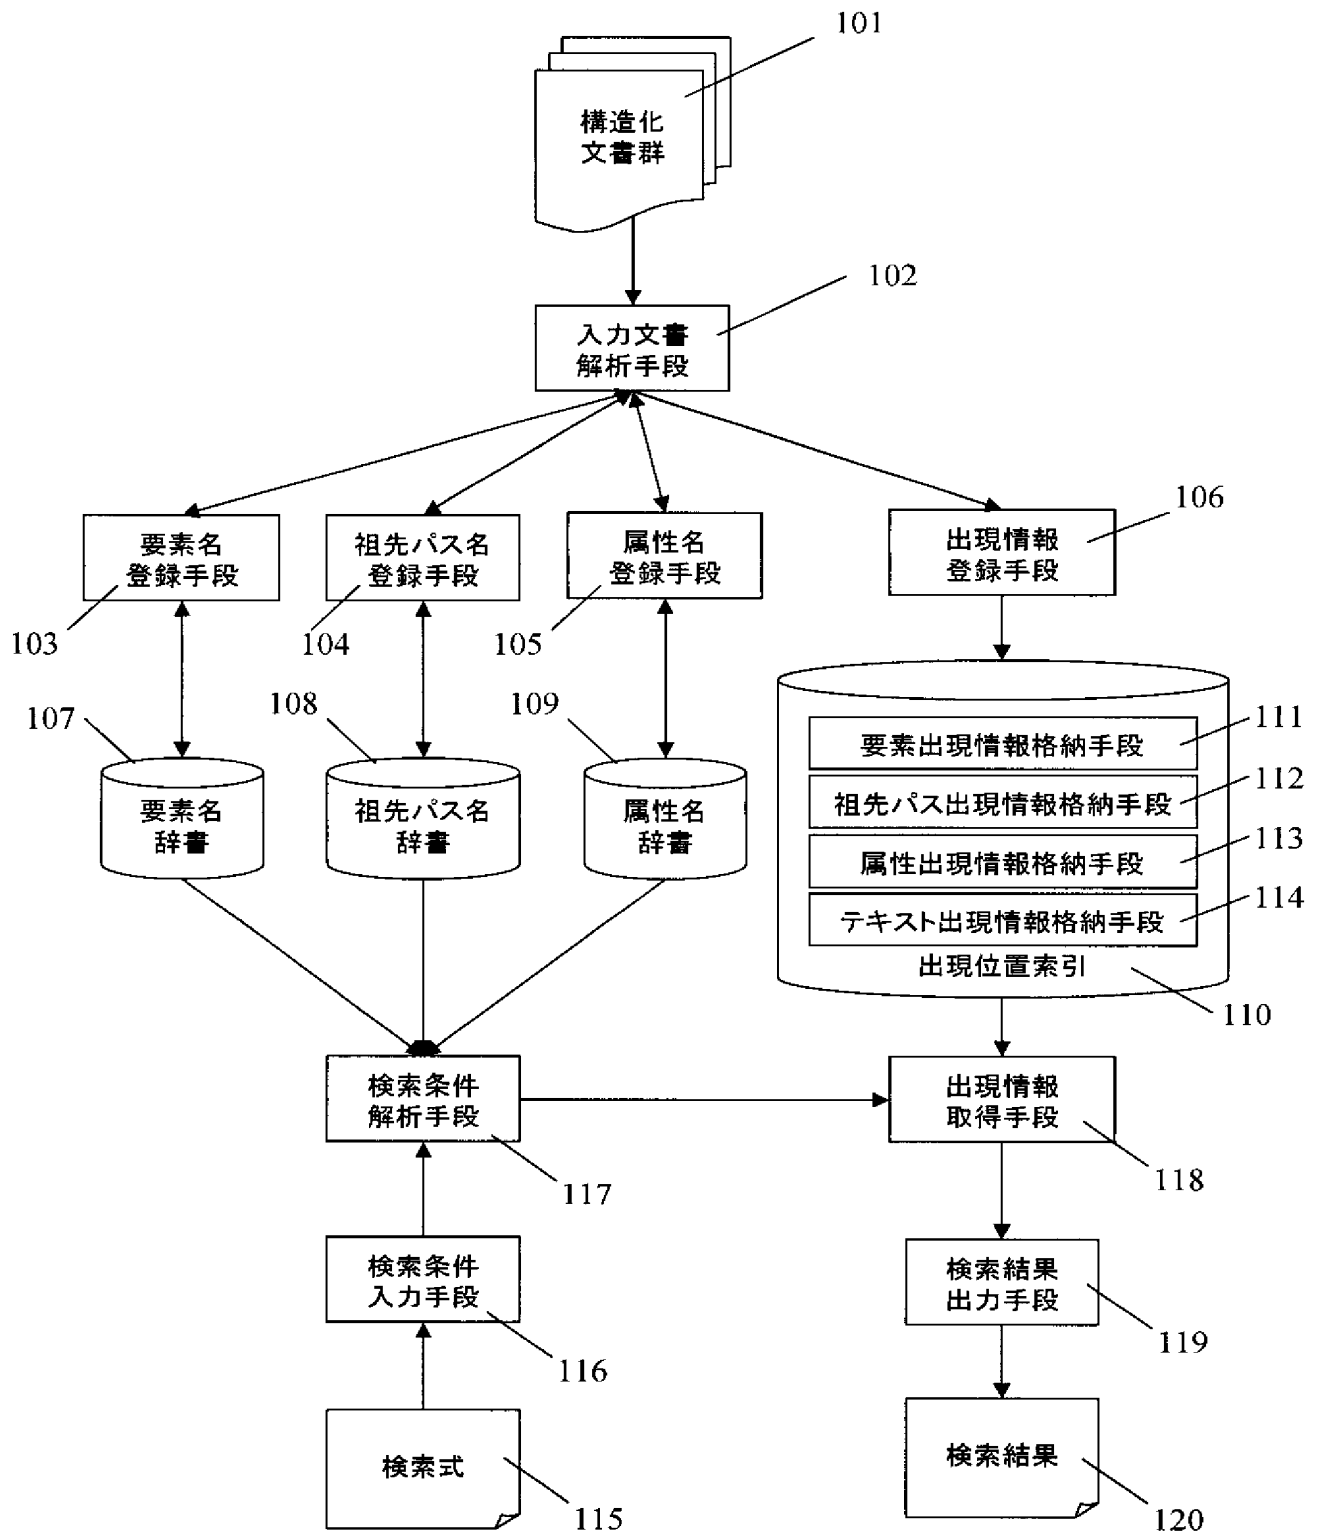 101
構造化
文書群
102
入力文書
解析手段
103
要素名
登録手段
104
祖先パス名
登録手段
105
属性名
登録手段
106
出現情報
登録手段
107
要素名
辞書
108
祖先パス名
辞書
109
属性名
辞書
111
要素出現情報格納手段
112
祖先パス出現情報格納手段
113
属性出現情報格納手段
114
テキスト出現情報格納手段
出現位置索引
110
検索条件
解析手段
117
出現情報
取得手段
118
検索条件
入力手段
116
検索結果
出力手段
119
検索式
115
検索結果
120